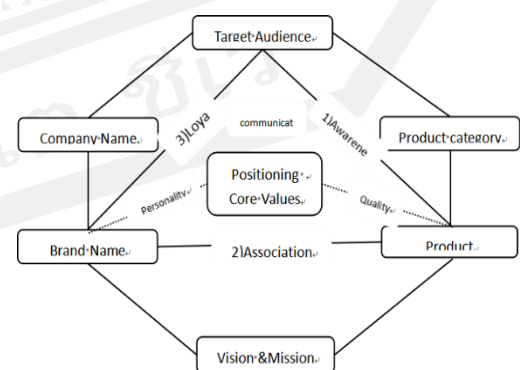 Target Audience
Company Name
3)Loya
communicat
1)Awarene
Product category
Positioning
Core Values
Personality
Quality
Brand Name
2)Association
Product
Vision &Mission